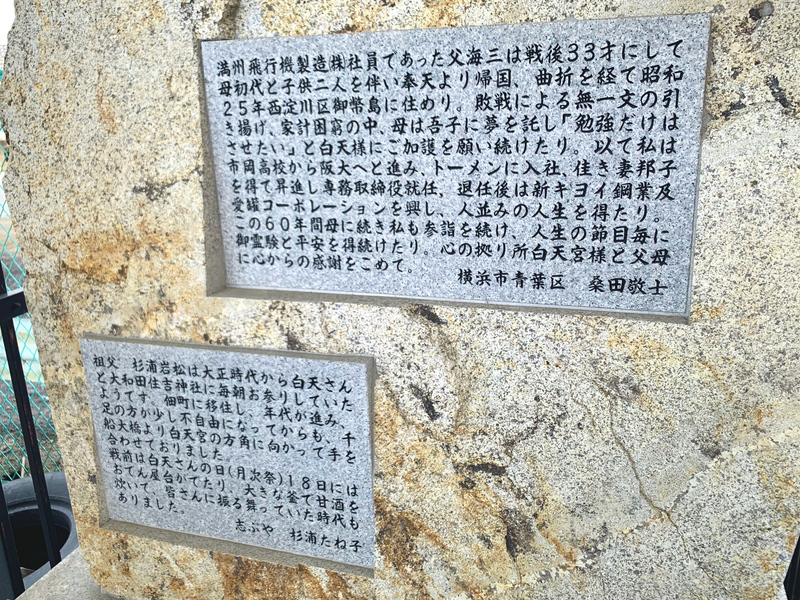 満州飛行機製造㈱社員であった父海三は戦後33才にして
母初代と子供二人を伴い奉天より帰国、曲折を経て昭和
25年西淀川区御幣島に住めり。敗戦による無一文の引
き揚げ、家計困窮の中、母は吾子に夢を託し「勉強だけは
させたい」と白天様にご加護を願い続けたり。以て私は
市岡高校から阪大へと進み、トーメンに入社、佳き妻邦子
を得て昇進し専務取締役就任、退任後は新キヨイ鋼業及
愛罐コーポレーションを興し、人並みの人生を得たり。
この60年間母に続き私も参詣を続け、人生の節目毎に
御霊験と平安を得続けたり。心の拠り所白天宮様と父母
に心からの感謝をこめて。
横浜市青葉区 桑田敬士
祖父 杉浦岩松は大正時代から白天さん
と大和田住吉神社に毎朝お参りしていた
ようです。佃町に移住し、年代が進み、
足の方が少し不自由になってからも、千
船大橋より白天宮の方角に向かって手を
合わせておりました
戦前は白天さんの日(月次祭)18日には
おでん屋台がでたり、大きな釜で甘酒を
炊いて、皆さんに振る舞っていた時代も
ありました。
志ぶや 杉浦たね子